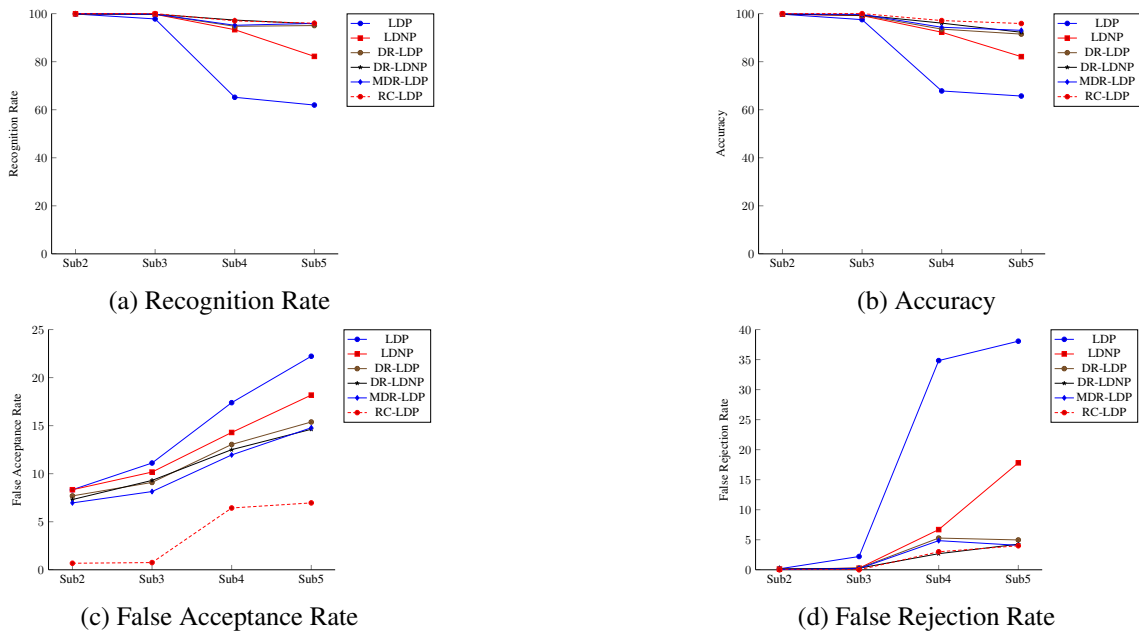 100
80
60
40
20
0
Recognition Rate
Sub2 Sub3 Sub4 Sub5
LDP
LDNP
DR-LDP
DR-LDNP
MDR-LDP
RC-LDP
(a) Recognition Rate
100
80
60
40
20
0
Accuracy
Sub2 Sub3 Sub4 Sub5
LDP
LDNP
DR-LDP
DR-LDNP
MDR-LDP
RC-LDP
(b) Accuracy
25
20
15
10
5
0
False Acceptance Rate
Sub2 Sub3 Sub4 Sub5
LDP
LDNP
DR-LDP
DR-LDNP
MDR-LDP
RC-LDP
(c) False Acceptance Rate
40
35
30
25
20
15
10
5
0
False Rejection Rate
Sub2 Sub3 Sub4 Sub5
LDP
LDNP
DR-LDP
DR-LDNP
MDR-LDP
RC-LDP
(d) False Rejection Rate